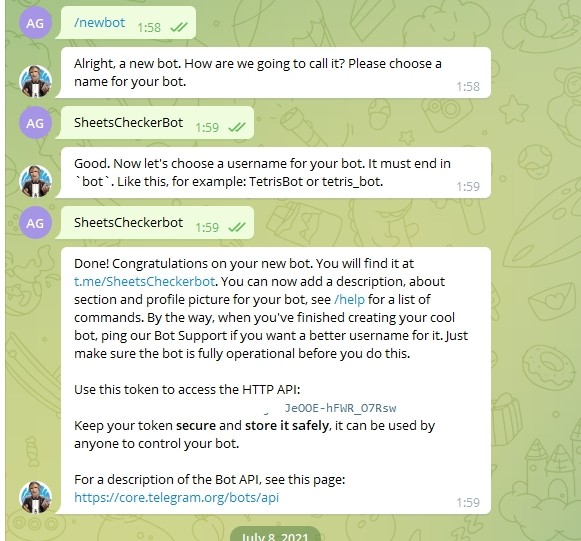 AG
/newbot 1:58
Alright, a new bot. How are we going to call it? Please choose a
name for your bot.
1:58
AG
SheetsCheckerBot 1:59
Good. Now let's choose a username for your bot. It must end in
`bot`. Like this, for example: TetrisBot or tetris_bot.
1:59
AG
SheetsCheckerbot 1:59
Done! Congratulations on your new bot. You will find it at
t.me/SheetsCheckerbot. You can now add a description, about
section and profile picture for your bot, see /help for a list of
commands. By the way, when you've finished creating your cool
bot, ping our Bot Support if you want a better username for it. Just
make sure the bot is fully operational before you do this.
Use this token to access the HTTP API:
JeOOE-hFWR_O7Rsw
Keep your token secure and store it safely, it can be used by
anyone to control your bot.
For a description of the Bot API, see this page:
https://core.telegram.org/bots/api
1:59
July 8, 2021